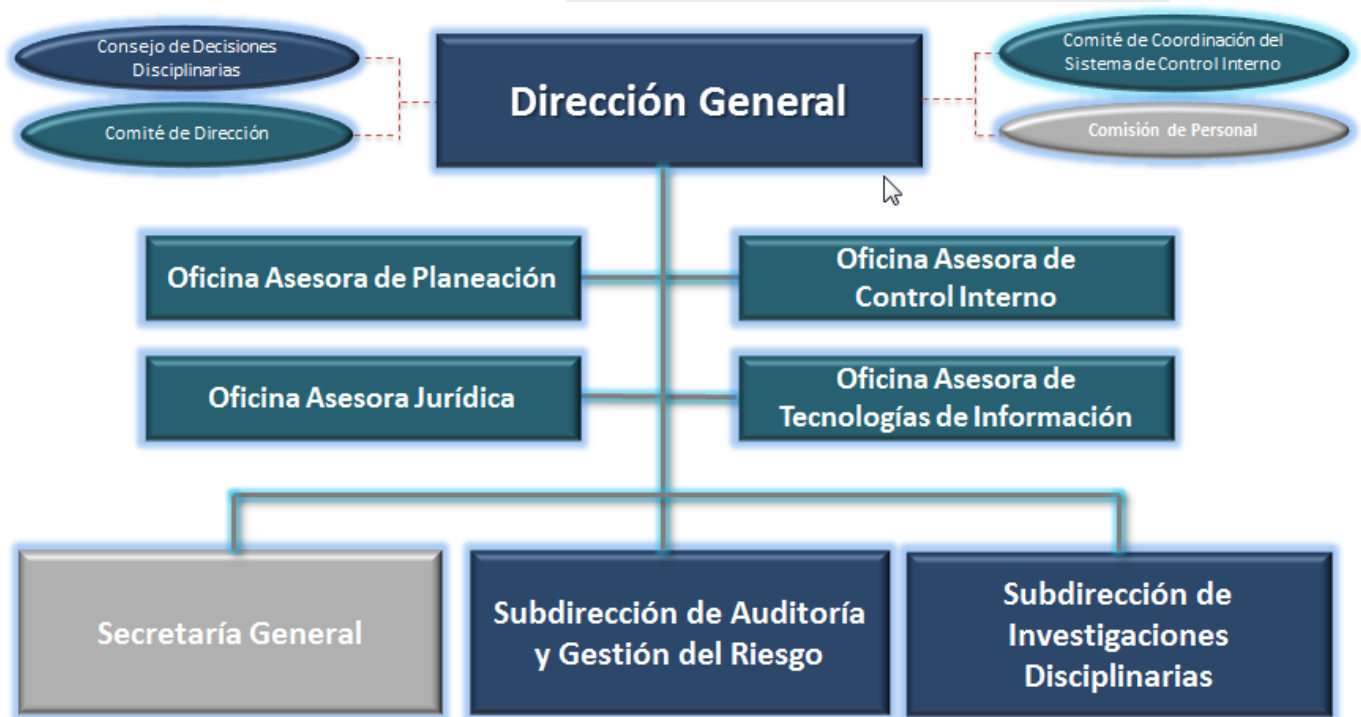 Consejo de Decisiones
Disciplinarias
Comité de Dirección
Dirección General
Comité de Coordinación del
Sistema de Control Interno
Comisión de Personal
Oficina Asesora de Planeación
Oficina Asesora de
Control Interno
Oficina Asesora Jurídica
Oficina Asesora de
Tecnologías de Información
Secretaría General
Subdirección de Auditoría
y Gestión del Riesgo
Subdirección de
Investigaciones
Disciplinarias